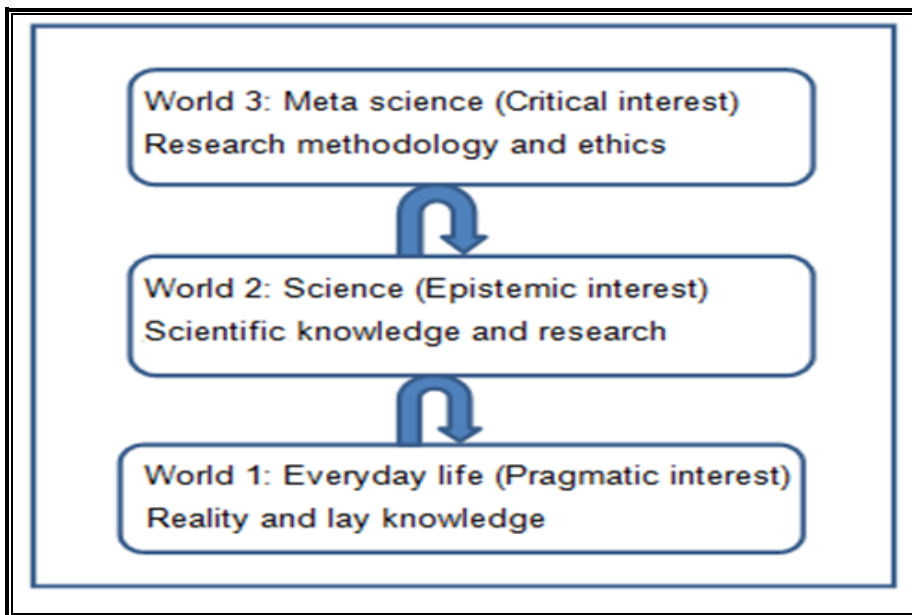 World 3: Meta science (Critical interest)
Research methodology and ethics
World 2: Science (Epistemic interest)
Scientific knowledge and research
World 1: Everyday life (Pragmatic interest)
Reality and lay knowledge